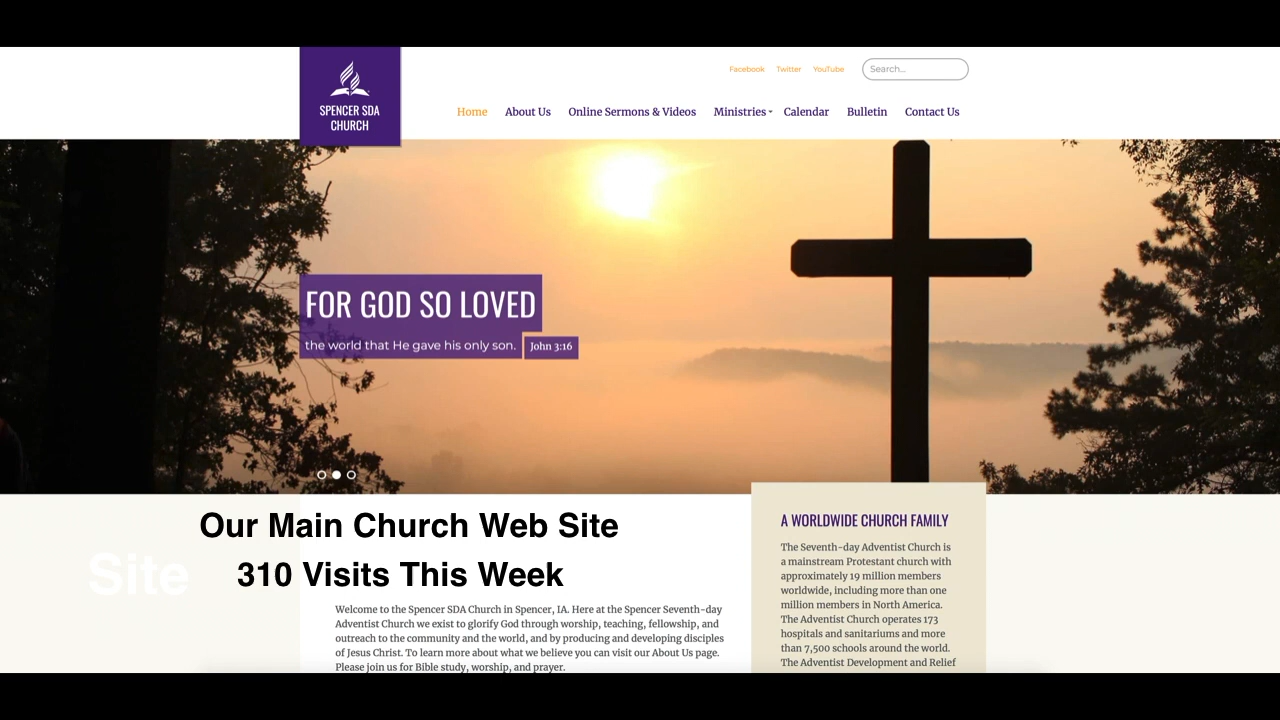 Facebook Twitter YouTube Search...
SPENCER SDA
CHURCH
Home About Us Online Sermons & Videos Ministries Calendar Bulletin Contact Us
FOR GOD SO LOVED
the world that He gave his only son. John 3:16
Our Main Church Web Site
Site
310 Visits This Week
Welcome to the Spencer SDA Church in Spencer, IA. Here at the Spencer Seventh-day
Adventist Church we exist to glorify God through worship, teaching, fellowship, and
outreach to the community and the world, and by producing and developing disciples
of Jesus Christ. To learn more about what we believe you can visit our About Us page.
Please join us for Bible study, worship, and prayer.
A WORLDWIDE CHURCH FAMILY
The Seventh-day Adventist Church is
a mainstream Protestant church with
approximately 19 million members
worldwide, including more than one
million members in North America.
The Adventist Church operates 173
hospitals and sanitariums and more
than 7,500 schools around the world.
The Adventist Development and Relief